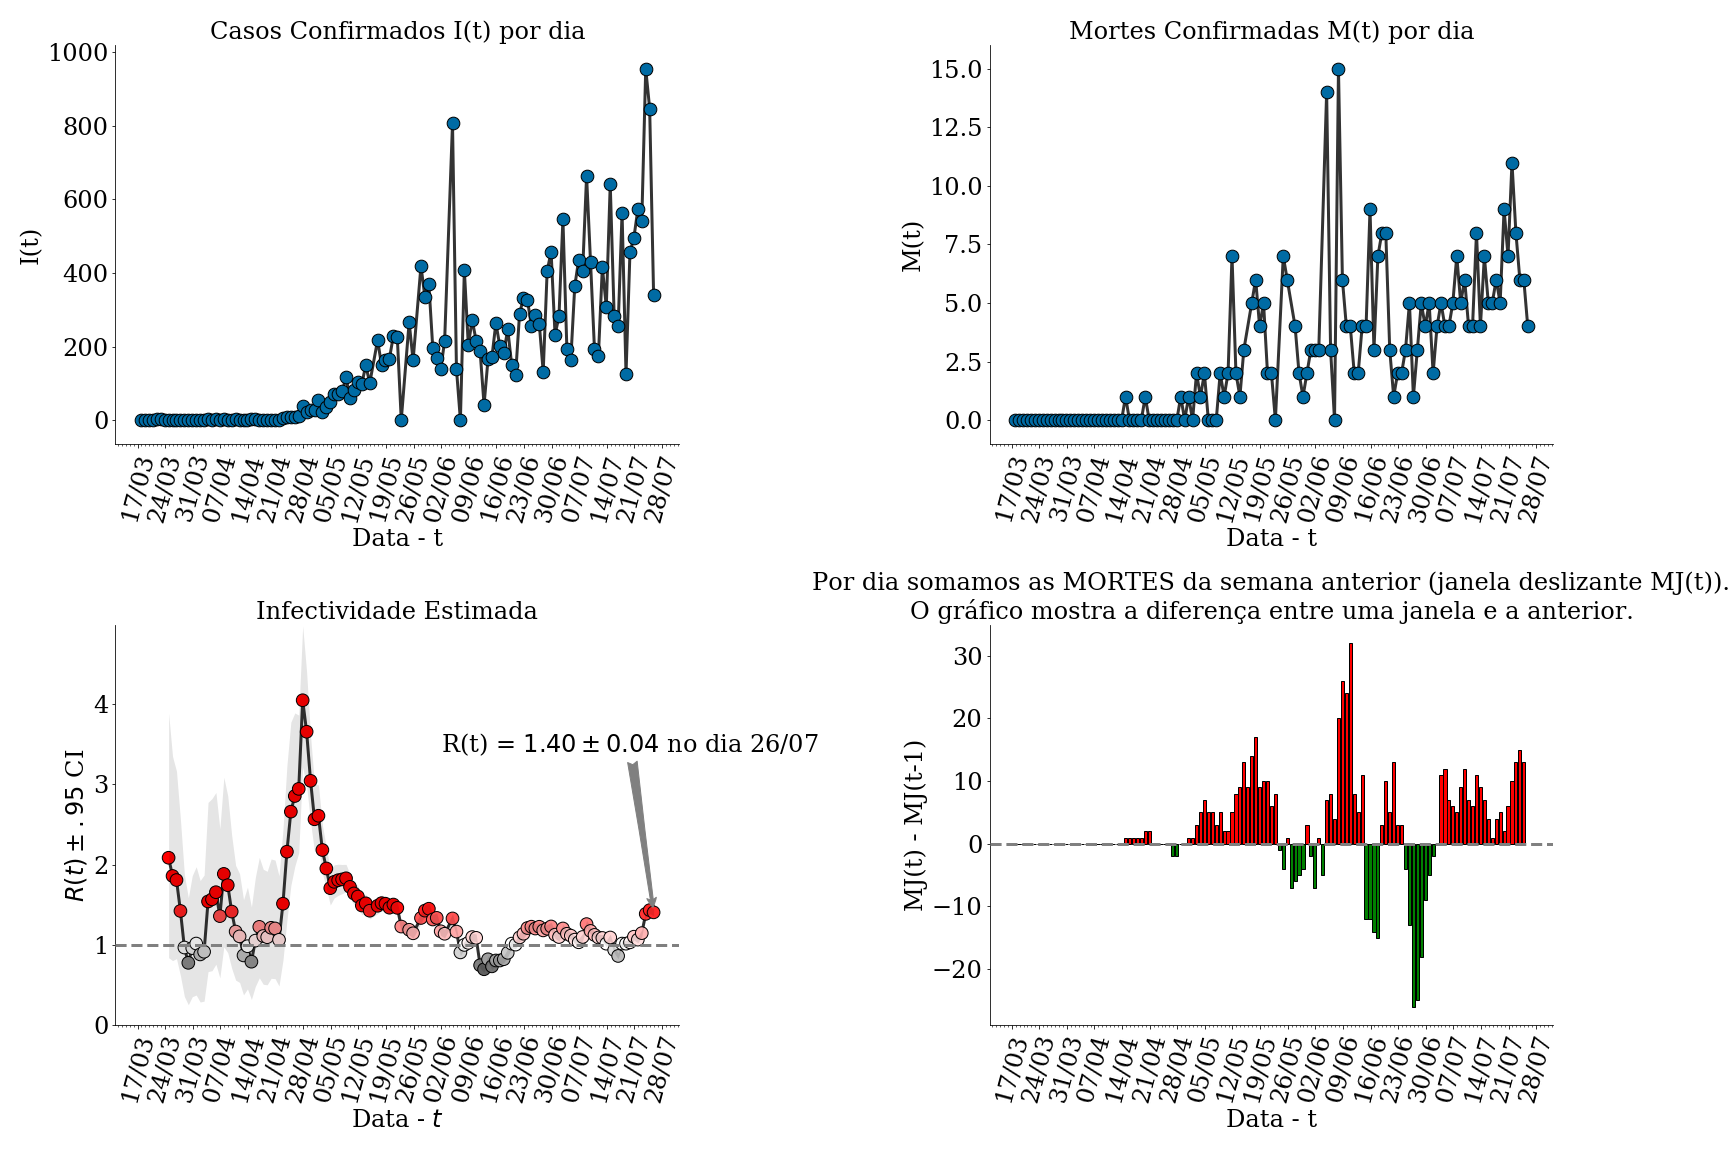 Casos Confirmados I(t) por dia
I(t)
1000
800
600
400
200
0
17/03 24/03 31/03 07/04 14/04 21/04 28/04 05/05 12/05 19/05 26/05 02/06 09/06 16/06 23/06 30/06 07/07 14/07 21/07 28/07
Data - t
Mortes Confirmadas M(t) por dia
M(t)
15.0
12.5
10.0
7.5
5.0
2.5
0.0
17/03 24/03 31/03 07/04 14/04 21/04 28/04 05/05 12/05 19/05 26/05 02/06 09/06 16/06 23/06 30/06 07/07 14/07 21/07 28/07
Data - t
Infectividade Estimada
R(t) ± .95 CI
4
3
2
1
0
R(t) = 1.40 ± 0.04 no dia 26/07
17/03 24/03 31/03 07/04 14/04 21/04 28/04 05/05 12/05 19/05 26/05 02/06 09/06 16/06 23/06 30/06 07/07 14/07 21/07 28/07
Data - t
Por dia somamos as MORTES da semana anterior (janela deslizante MJ(t)).
O gráfico mostra a diferença entre uma janela e a anterior.
MJ(t) - MJ(t-1)
30
20
10
0
−10
−20
17/03 24/03 31/03 07/04 14/04 21/04 28/04 05/05 12/05 19/05 26/05 02/06 09/06 16/06 23/06 30/06 07/07 14/07 21/07 28/07
Data - t